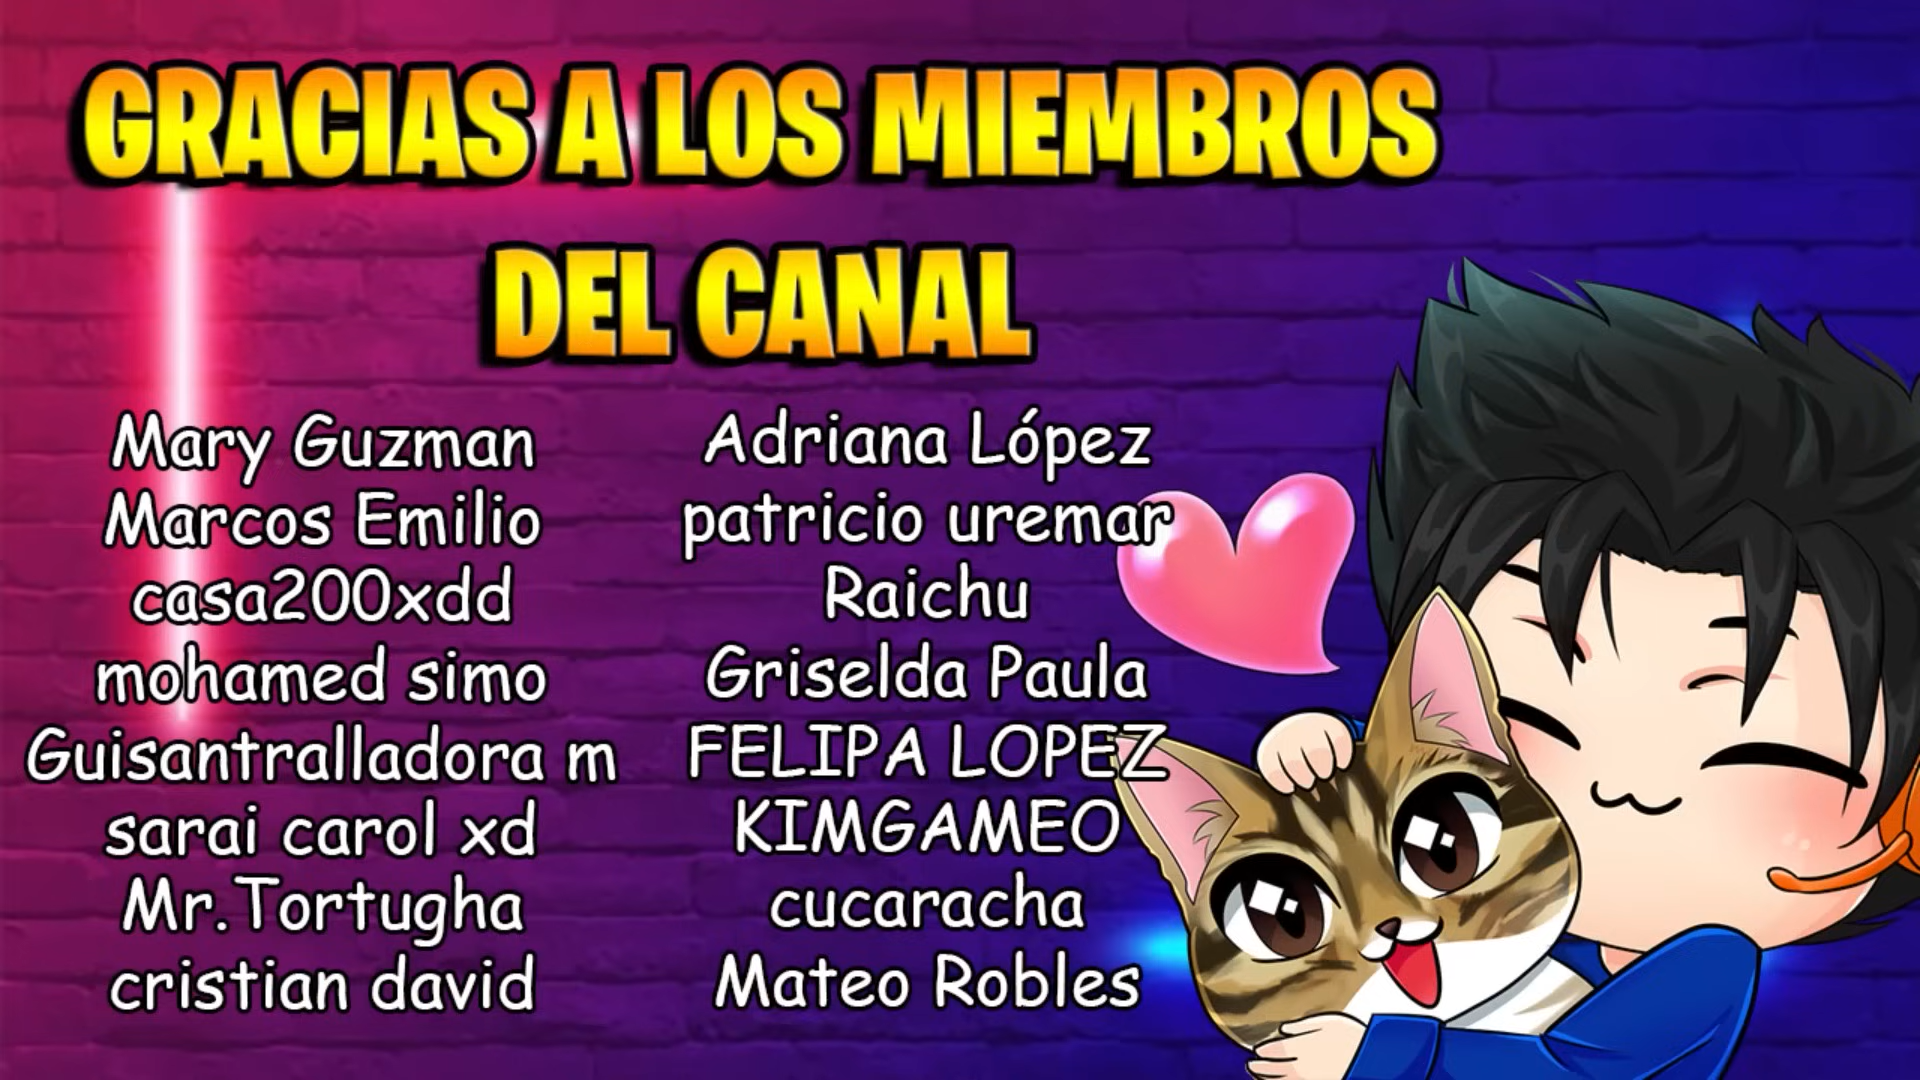 GRACIAS A LOS MIEMBROS
DEL CANAL
Mary Guzman
Marcos Emilio
casa200xdd
mohamed simo
Guisantralladora m
sarai carol xd
Mr.Tortugha
cristian david
Adriana López
patricio uremar
Raichu
Griselda Paula
FELIPA LOPEZ
KIMGAMEO
cucaracha
Mateo Robles